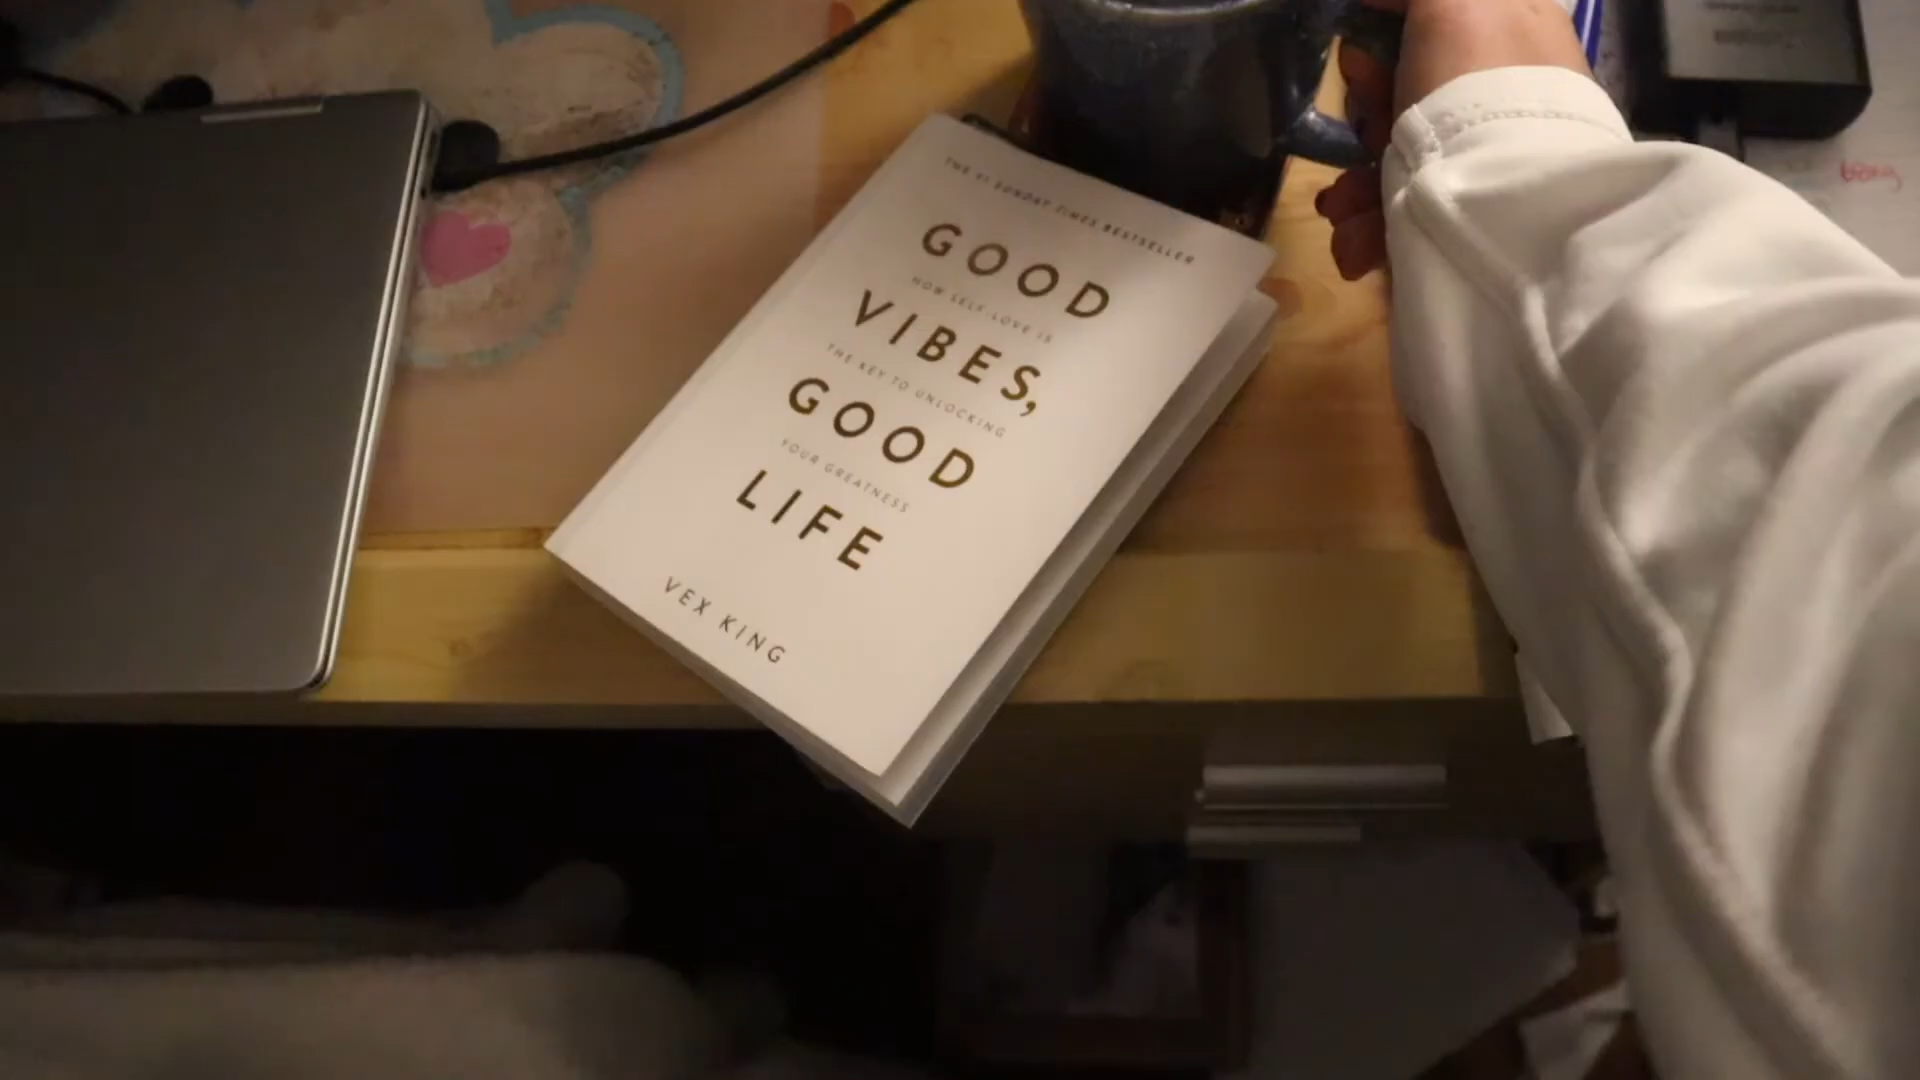 THE #1 SUNDAY TIMES BESTSELLER
GOOD
HOW SELF-LOVE IS
VIBES,
THE KEY TO UNLOCKING
GOOD
YOUR GREATNESS
LIFE
VEX KING